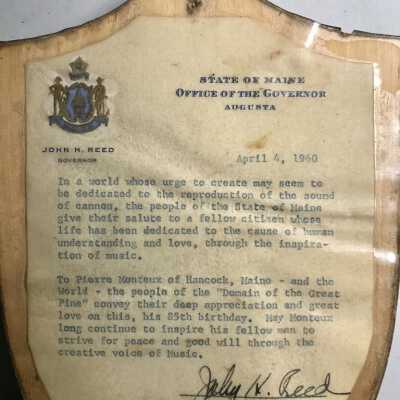 STATE OF MAINE
OFFICE OF THE GOVERNOR
AUGUSTA
JOHN H. REED
GOVERNOR
April 4, 1960
In a world whose urge to create may seem to
be dedicated to the reproduction of the sound
of cannon, the people of the State of Maine
give their salute to a fellow citizen whose
life has been dedicated to the cause of human
understanding and love, through the inspira-
tion of music.
To Pierre Monteux of Hancock, Maine - and the
World - the people of the "Domain of the Great
Pine" convey their deep appreciation and great
love on this, his 85th birthday. May Monteux
long continue to inspire his fellow men to
strive for peace and good will through the
creative voice of Music.
John H. Reed